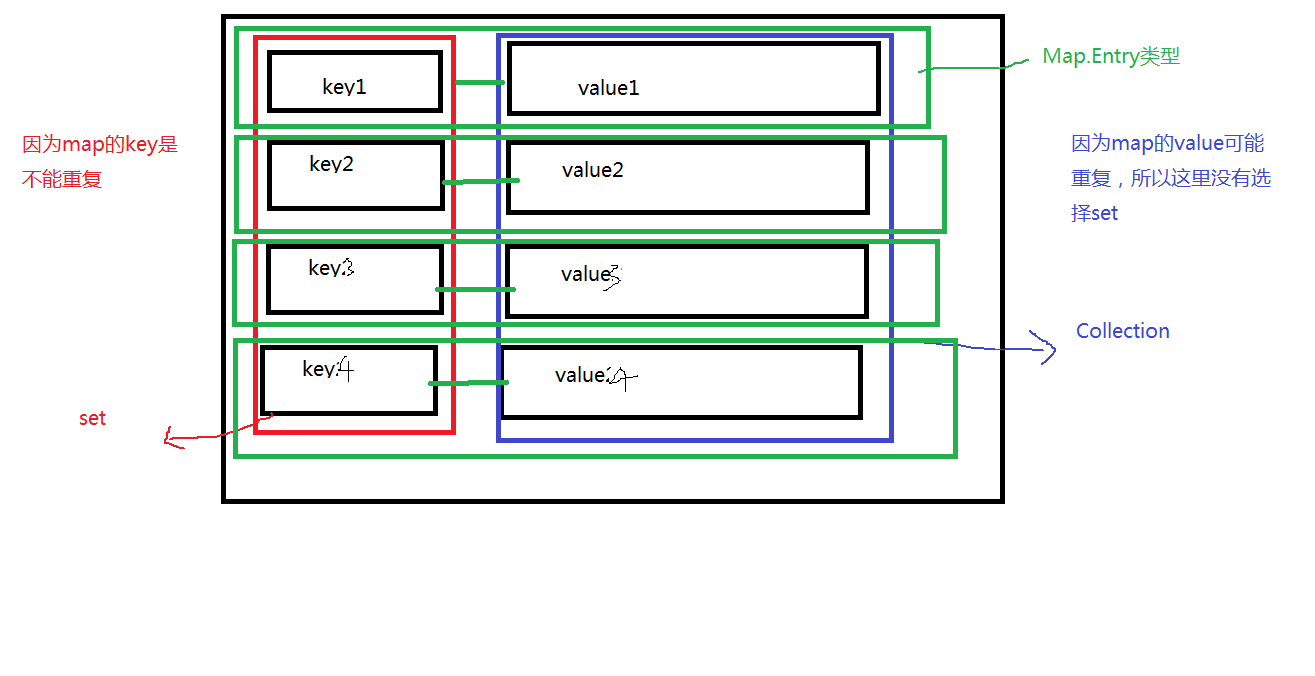 key1
value1
Map.Entry类型
因为map的key是
不能重复
key2
value2
因为map的value可能
重复，所以这里没有选
择set
key3
value3
Collection
key4
value4
set